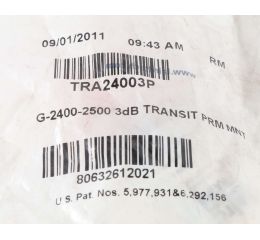 09/01/2011 09:43 AM RM
TRA24003P
G-2400-2500 3dB TRANSIT PRM MNT
80632612021
U.S. Pat. Nos. 5,977,931&6,292,156